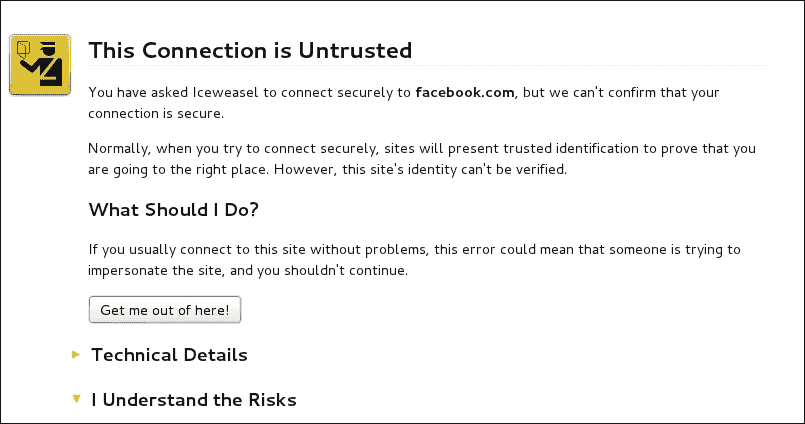 This Connection is Untrusted
You have asked Iceweasel to connect securely to facebook.com, but we can't confirm that your
connection is secure.
Normally, when you try to connect securely, sites will present trusted identification to prove that you
are going to the right place. However, this site's identity can't be verified.
What Should I Do?
If you usually connect to this site without problems, this error could mean that someone is trying to
impersonate the site, and you shouldn't continue.
Get me out of here!
Technical Details
I Understand the Risks